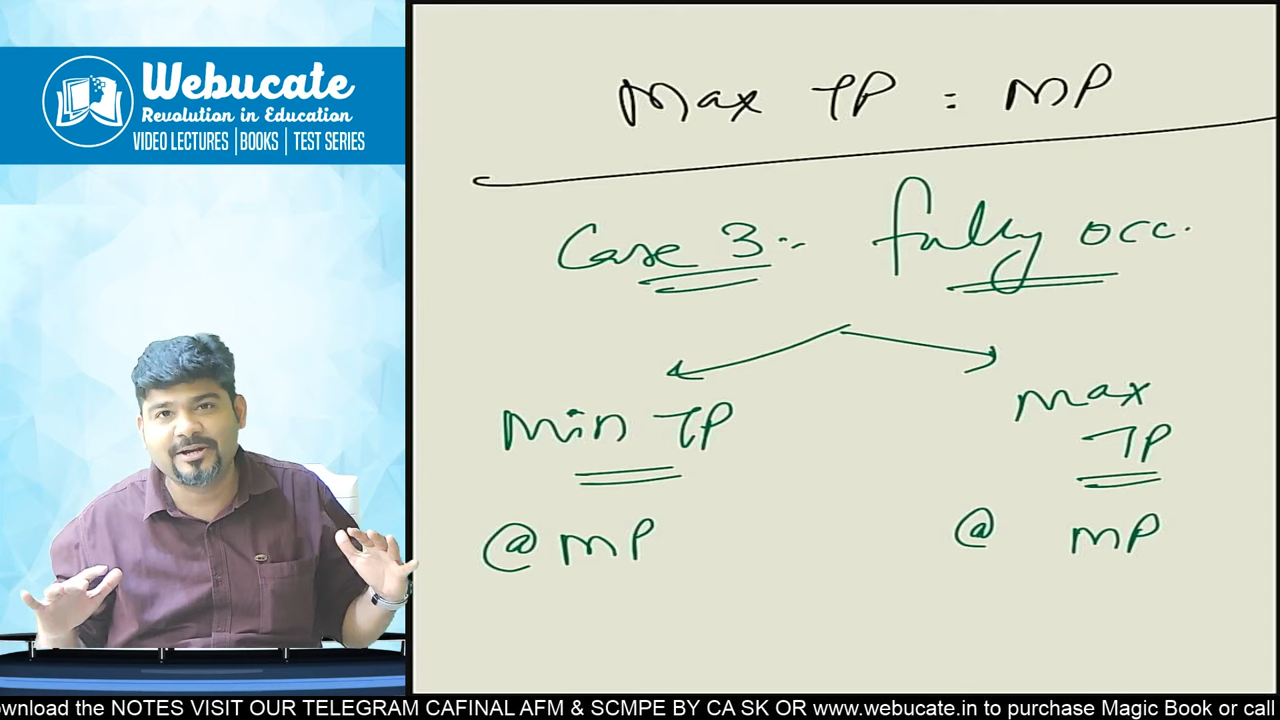 Webucate
Revolution in Education
VIDEO LECTURES | BOOKS | TEST SERIES
Max TP = MP
Case 3:- fully occ.
Min TP
Max
TP
@ MP
@ MP
wnload the NOTES VISIT OUR TELEGRAM CAFINAL AFM & SCMPE BY CA SK OR www.webucate.in to purchase Magic Book or call